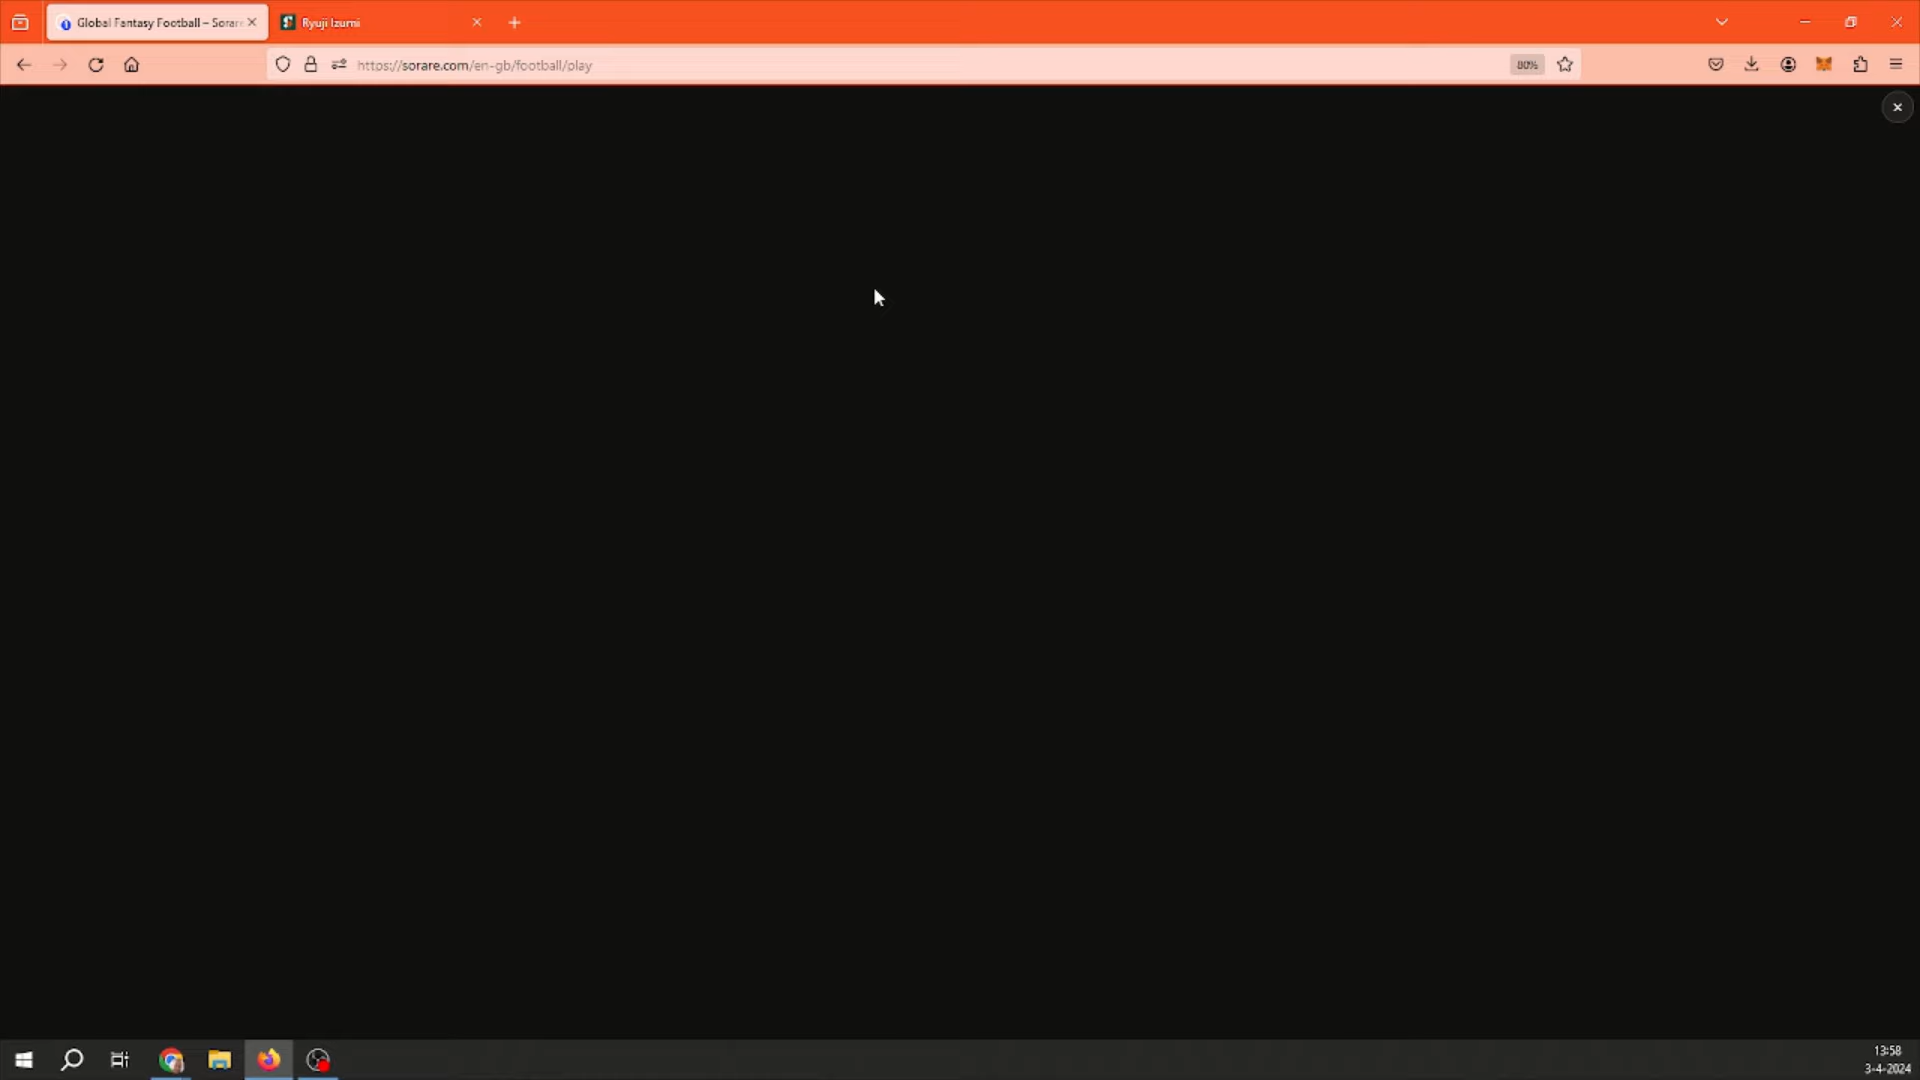 Global Fantasy Football – Sorare
Ryuji Izumi
https://sorare.com/en-gb/football/play
80%
13:58
3-4-2024